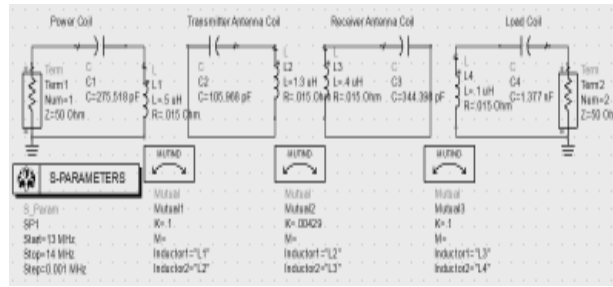 Power Coil
Transmitter Antenna Coil
Receiver Antenna Coil
Load Coil
Term
Term1
Num=1
Z=50 Ohm
C
C1
C=275.518 pF
L
L1
L=.5 uH
R=.015 Ohm
C
C2
C=105.968 pF
L
L2
L=1.3 uH
R=.015 Ohm
L
L3
L=.4 uH
R=.015 Ohm
C
C3
C=344.398 pF
L
L4
L=.1 uH
R=.015 Ohm
C
C4
C=1.377 nF
Term
Term2
Num=2
Z=50 O
S-PARAMETERS
S_Param
SP1
Start=13 MHz
Stop=14 MHz
Step=0.001 MHz
MUTIND
Mutual
Mutual1
K=.1
M=
Inductor1="L1"
Inductor2="L2"
MUTIND
Mutual
Mutual2
K=.00429
M=
Inductor1="L2"
Inductor2="L3"
MUTIND
Mutual
Mutual3
K=.1
M=
Inductor1="L3"
Inductor2="L4"